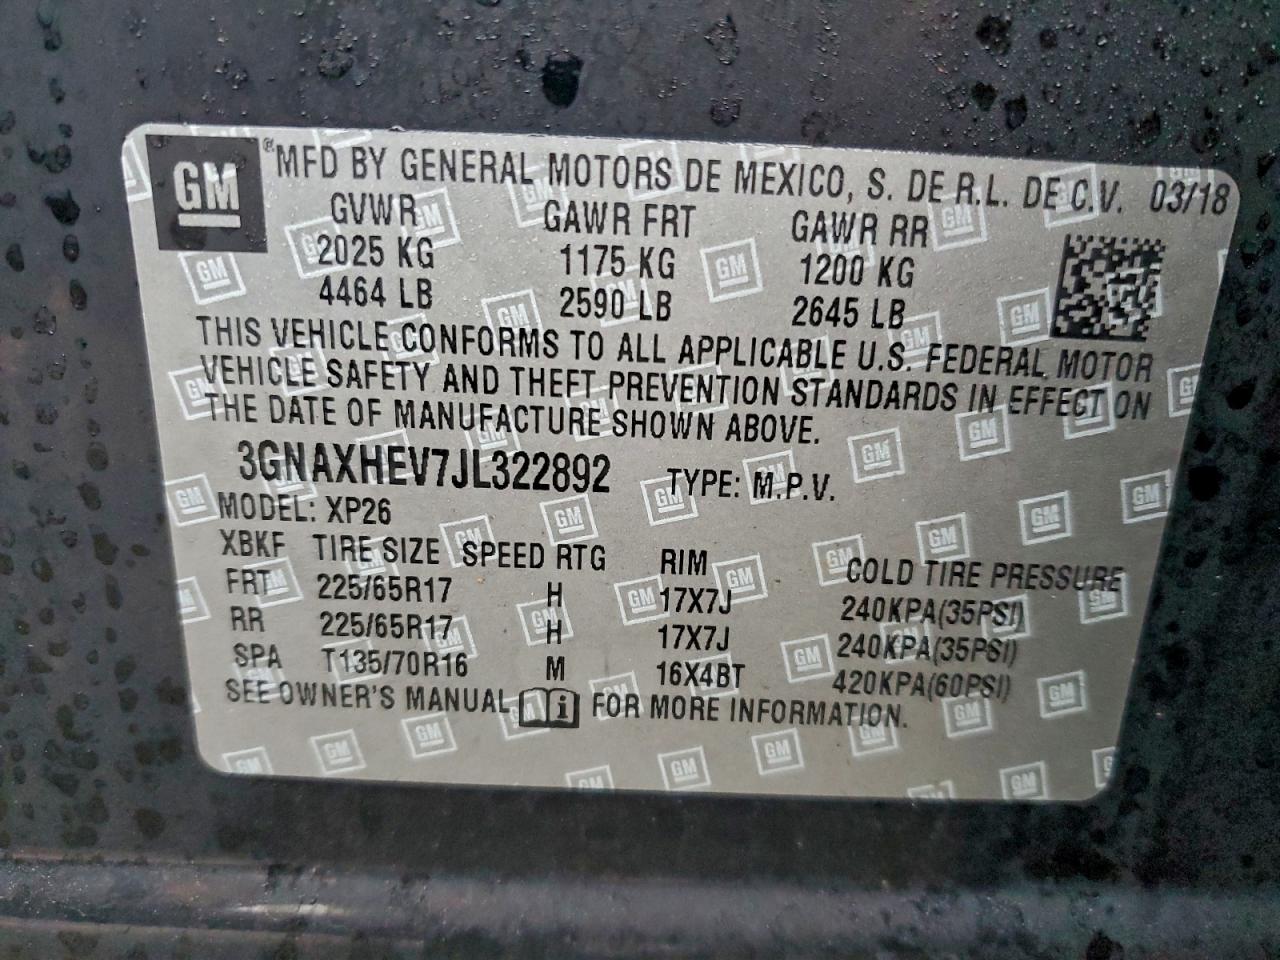 GM ® MFD BY GENERAL MOTORS DE MEXICO, S. DE R.L. DE C.V. 03/18
GVWR GAWR FRT GAWR RR
2025 KG 1175 KG 1200 KG
4464 LB 2590 LB 2645 LB
THIS VEHICLE CONFORMS TO ALL APPLICABLE U.S. FEDERAL MOTOR
VEHICLE SAFETY AND THEFT PREVENTION STANDARDS IN EFFECT ON
THE DATE OF MANUFACTURE SHOWN ABOVE.
3GNAXHEV7JL322892 TYPE: M.P.V.
MODEL: XP26
XBKF TIRE SIZE SPEED RTG RIM COLD TIRE PRESSURE
FRT 225/65R17 H 17X7J 240KPA(35PSI)
RR 225/65R17 H 17X7J 240KPA(35PSI)
SPA T135/70R16 M 16X4BT 420KPA(60PSI)
SEE OWNER'S MANUAL i FOR MORE INFORMATION.